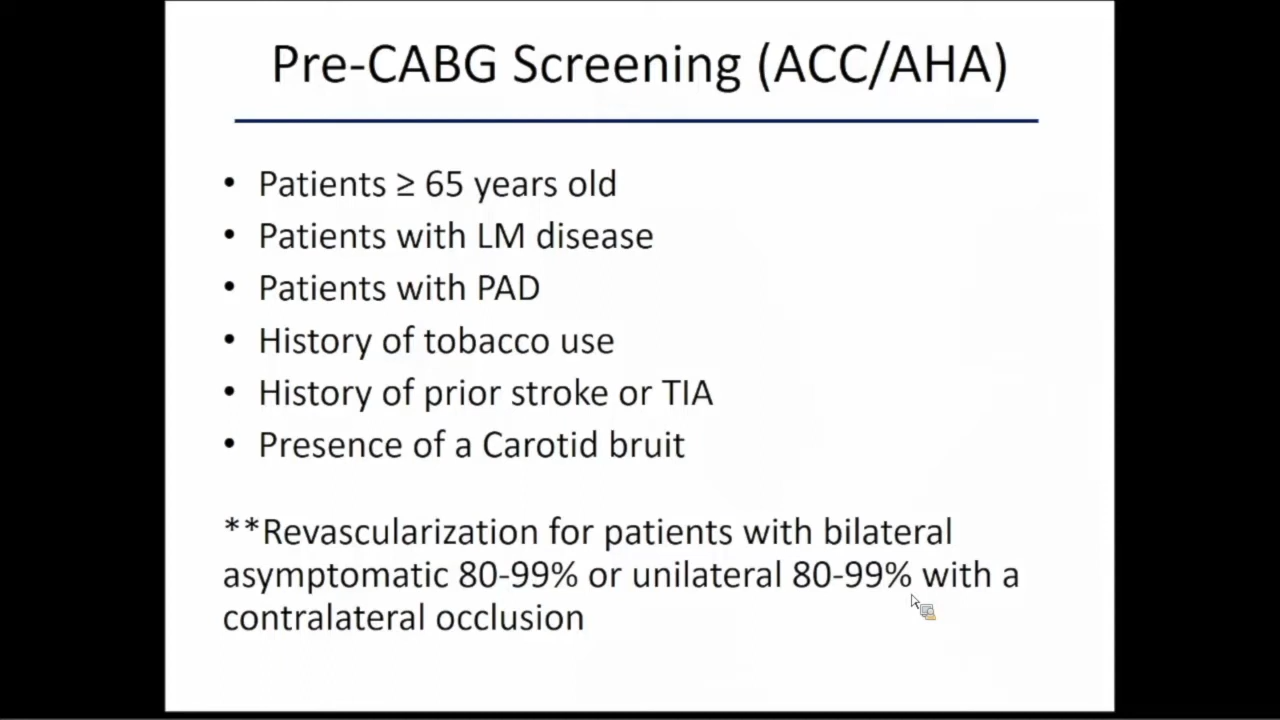 Pre-CABG Screening (ACC/AHA)
• Patients ≥ 65 years old
• Patients with LM disease
• Patients with PAD
• History of tobacco use
• History of prior stroke or TIA
• Presence of a Carotid bruit
**Revascularization for patients with bilateral
asymptomatic 80-99% or unilateral 80-99% with a
contralateral occlusion